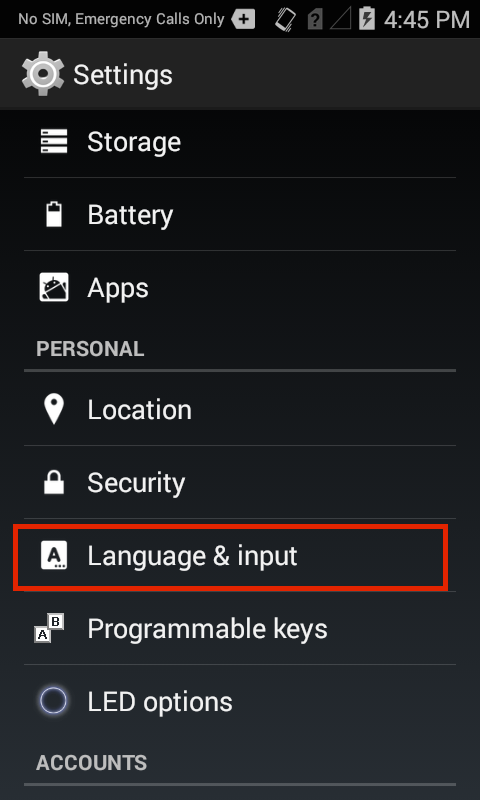 No SIM, Emergency Calls Only 4:45 PM
Settings
Storage
Battery
Apps
PERSONAL
Location
Security
A Language & input
A B Programmable keys
LED options
ACCOUNTS